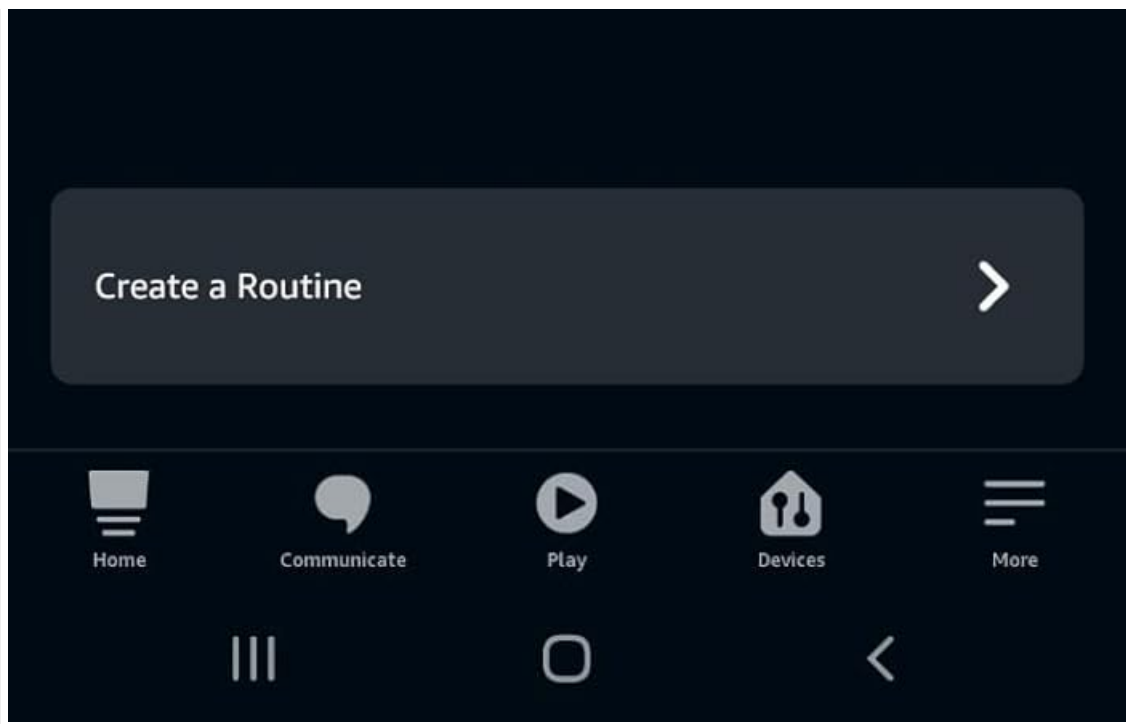 Create a Routine
Home
Communicate
Play
Devices
More